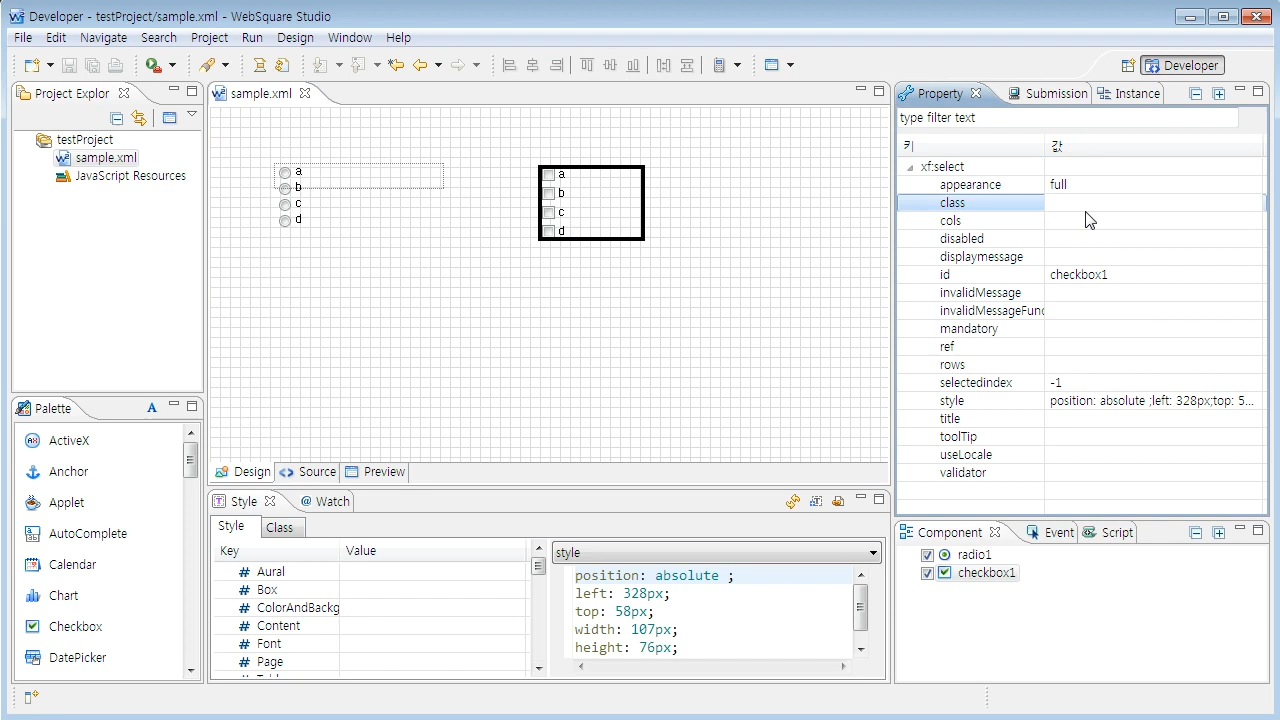 Developer - testProject/sample.xml - WebSquare Studio
File Edit Navigate Search Project Run Design Window Help
Developer
Project Explor
testProject
sample.xml
JavaScript Resources
sample.xml
a
b
c
d
a
b
c
d
Design Source Preview
Property Submission Instance
type filter text
키 값
xf:select
appearance full
class
cols
disabled
displaymessage
id checkbox1
invalidMessage
invalidMessageFunc
mandatory
ref
rows
selectedindex -1
style position: absolute ;left: 328px;top: 5...
title
toolTip
useLocale
validator
Palette A
ActiveX
Anchor
Applet
AutoComplete
Calendar
Chart
Checkbox
DatePicker
Style @ Watch
Style Class
Key Value
# Aural
# Box
# ColorAndBackg
# Content
# Font
# Page
style
position: absolute ;
left: 328px;
top: 58px;
width: 107px;
height: 76px;
Component Event Script
radio1
checkbox1